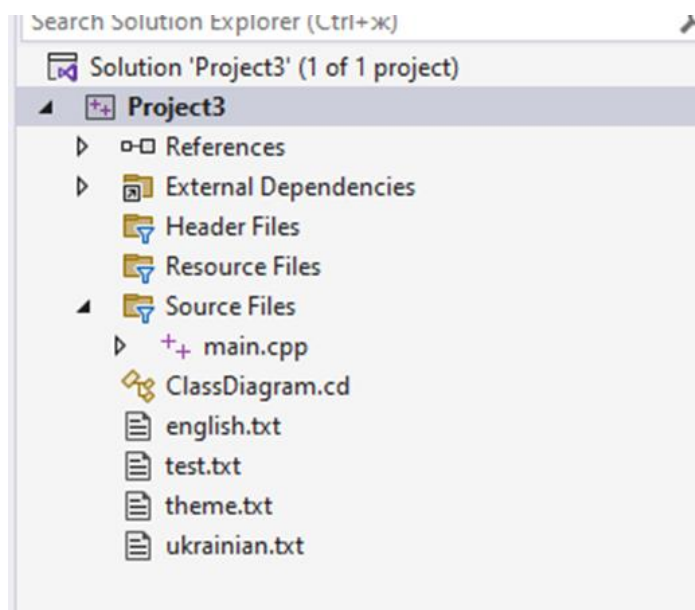 Search Solution Explorer (Ctrl+ж)
Solution 'Project3' (1 of 1 project)
Project3
References
External Dependencies
Header Files
Resource Files
Source Files
main.cpp
ClassDiagram.cd
english.txt
test.txt
theme.txt
ukrainian.txt